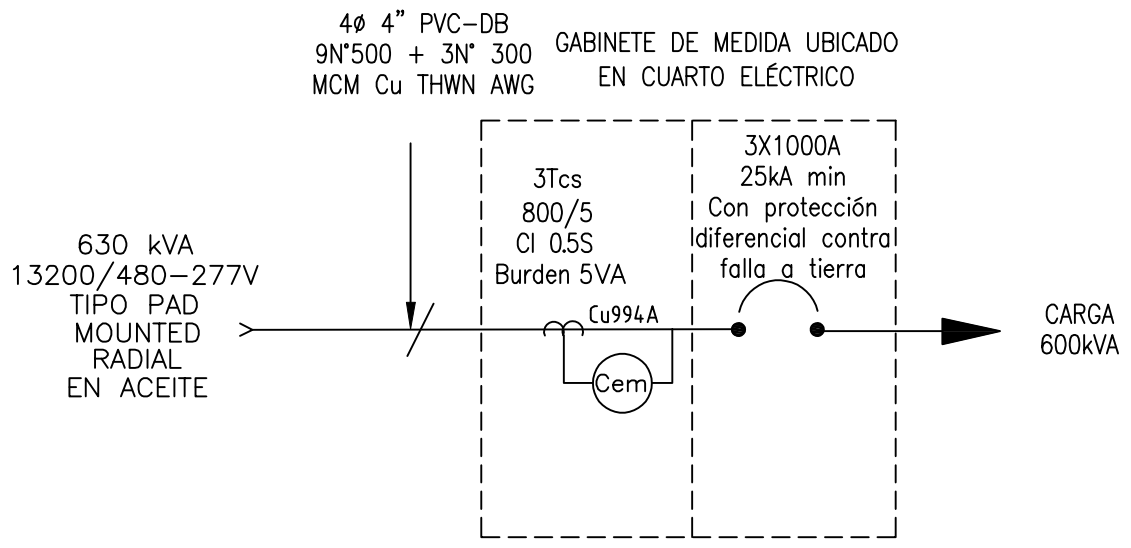 4ø 4" PVC-DB
9N°500 + 3N° 300
MCM Cu THWN AWG
GABINETE DE MEDIDA UBICADO
EN CUARTO ELÉCTRICO
630 kVA
13200/480-277V
TIPO PAD
MOUNTED
RADIAL
EN ACEITE
3Tcs
800/5
Cl 0.5S
Burden 5VA
Cu994A
Cem
3X1000A
25kA min
Con protección
diferencial contra
falla a tierra
CARGA
600kVA